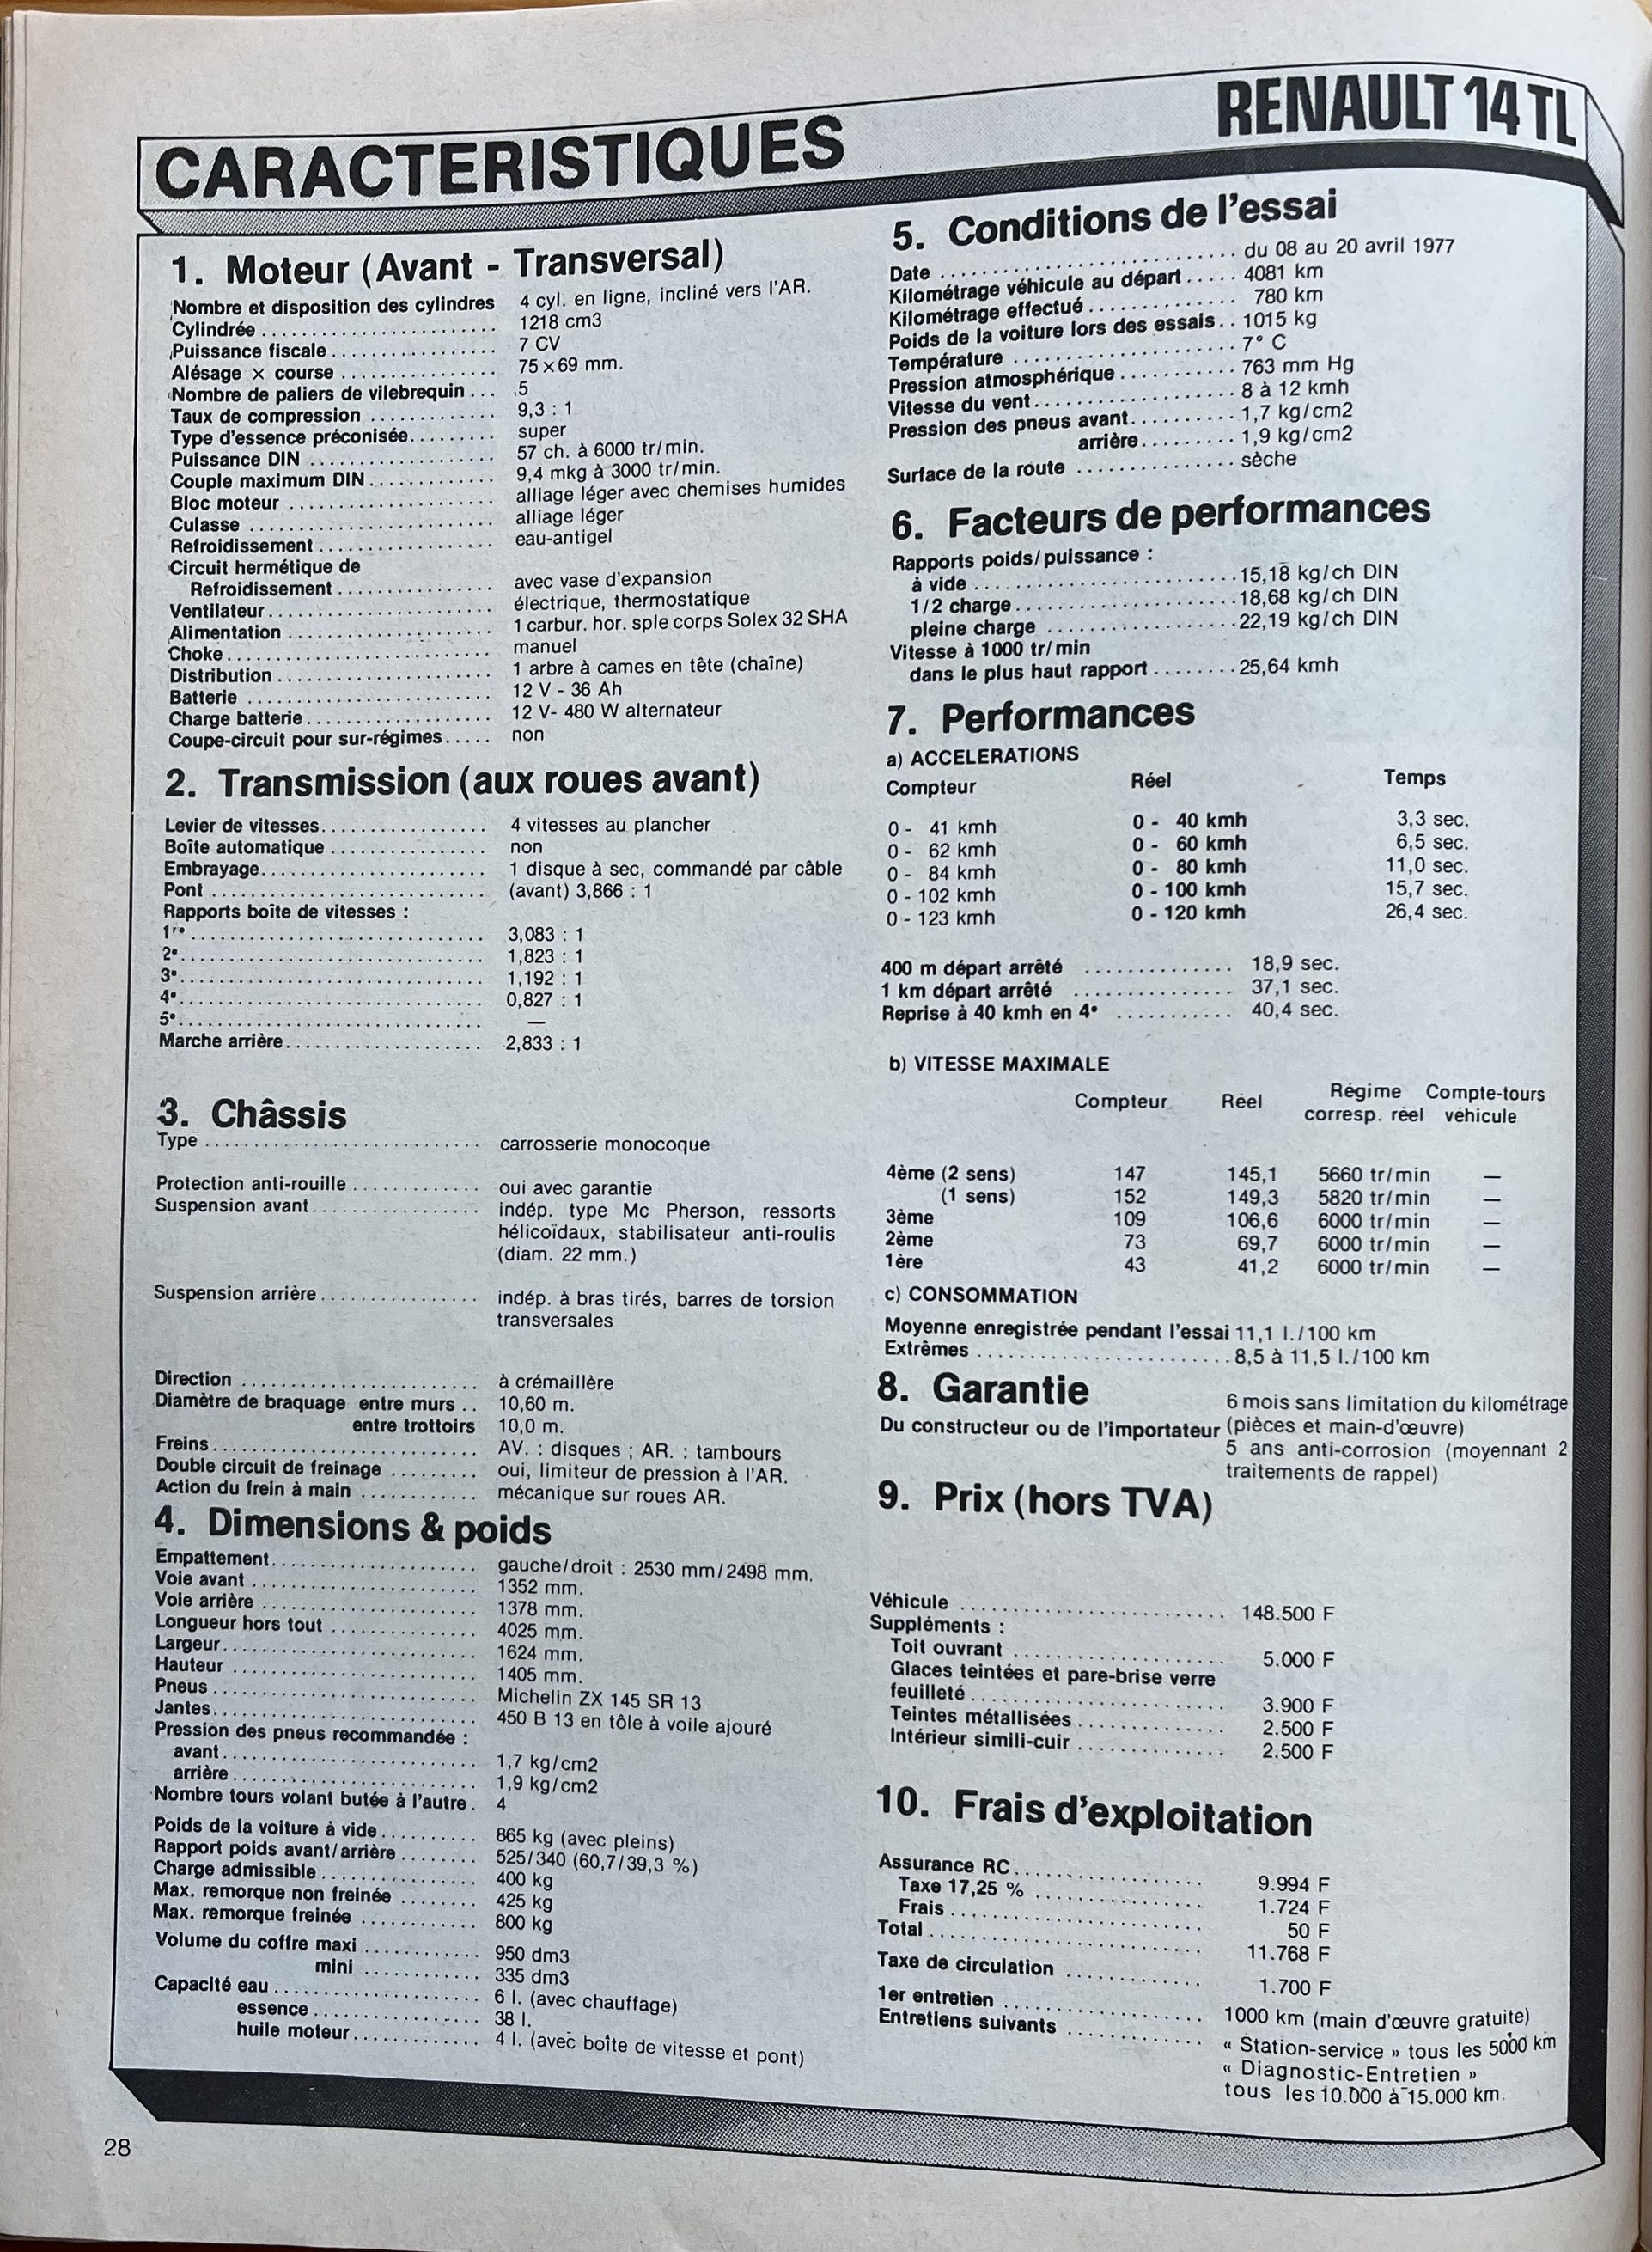 CARACTERISTIQUES
RENAULT 14 TL
1. Moteur (Avant - Transversal)
Nombre et disposition des cylindres 4 cyl. en ligne, incliné vers l'AR.
Cylindrée ........................ 1218 cm3
Puissance fiscale ................. 7 CV
Alésage × course ................ 75 × 69 mm.
Nombre de paliers de vilebrequin ... 5
Taux de compression ............. 9,3 : 1
Type d'essence préconisée ......... super
Puissance DIN ................... 57 ch. à 6000 tr/min.
Couple maximum DIN ............. 9,4 mkg à 3000 tr/min.
Bloc moteur ..................... alliage léger avec chemises humides
Culasse ......................... alliage léger
Refroidissement .................. eau-antigel
Circuit hermétique de
Refroidissement ................ avec vase d'expansion
Ventilateur ....................... électrique, thermostatique
Alimentation ..................... 1 carbur. hor. sple corps Solex 32 SHA
Choke ........................... manuel
Distribution ...................... 1 arbre à cames en tête (chaîne)
Batterie ......................... 12 V - 36 Ah
Charge batterie ................... 12 V- 480 W alternateur
Coupe-circuit pour sur-régimes ..... non
2. Transmission (aux roues avant)
Levier de vitesses ................. 4 vitesses au plancher
Boîte automatique ................ non
Embrayage ....................... 1 disque à sec, commandé par câble
Pont ............................ (avant) 3,866 : 1
Rapports boîte de vitesses :
1re .............................. 3,083 : 1
2e ............................... 1,823 : 1
3e ............................... 1,192 : 1
4e ............................... 0,827 : 1
5e ............................... —
Marche arrière .................... 2,833 : 1
3. Châssis
Type ............................ carrosserie monocoque
Protection anti-rouille ............. oui avec garantie
Suspension avant ................. indép. type Mc Pherson, ressorts
hélicoïdaux, stabilisateur anti-roulis
(diam. 22 mm.)
Suspension arrière ................ indép. à bras tirés, barres de torsion
transversales
Direction ........................ à crémaillère
Diamètre de braquage entre murs .. 10,60 m.
entre trottoirs 10,0 m.
Freins ........................... AV. : disques ; AR. : tambours
Double circuit de freinage ......... oui, limiteur de pression à l'AR.
Action du frein à main ............ mécanique sur roues AR.
4. Dimensions & poids
Empattement ..................... gauche/droit : 2530 mm/2498 mm.
Voie avant ....................... 1352 mm.
Voie arrière ...................... 1378 mm.
Longueur hors tout ............... 4025 mm.
Largeur .......................... 1624 mm.
Hauteur ......................... 1405 mm.
Pneus ........................... Michelin ZX 145 SR 13
Jantes ........................... 450 B 13 en tôle à voile ajouré
Pression des pneus recommandée :
avant .......................... 1,7 kg/cm2
arrière ......................... 1,9 kg/cm2
Nombre tours volant butée à l'autre . 4
Poids de la voiture à vide .......... 865 kg (avec pleins)
Rapport poids avant/arrière ........ 525/340 (60,7/39,3 %)
Charge admissible ................ 400 kg
Max. remorque non freinée ........ 425 kg
Max. remorque freinée ............ 800 kg
Volume du coffre maxi ............ 950 dm3
mini ............ 335 dm3
Capacité eau ..................... 6 l. (avec chauffage)
essence ................. 38 l.
huile moteur ............. 4 l. (avec boîte de vitesse et pont)
5. Conditions de l'essai
Date .............................. du 08 au 20 avril 1977
Kilométrage véhicule au départ ..... 4081 km
Kilométrage effectué ............... 780 km
Poids de la voiture lors des essais .. 1015 kg
Température ...................... 7° C
Pression atmosphérique ........... 763 mm Hg
Vitesse du vent .................... 8 à 12 kmh
Pression des pneus avant .......... 1,7 kg/cm2
arrière ......... 1,9 kg/cm2
Surface de la route ............... sèche
6. Facteurs de performances
Rapports poids/puissance :
à vide .......................... 15,18 kg/ch DIN
1/2 charge ...................... 18,68 kg/ch DIN
pleine charge ................... 22,19 kg/ch DIN
Vitesse à 1000 tr/min
dans le plus haut rapport ........ 25,64 kmh
7. Performances
a) ACCELERATIONS
Compteur Réel Temps
0 - 41 kmh 0 - 40 kmh 3,3 sec.
0 - 62 kmh 0 - 60 kmh 6,5 sec.
0 - 84 kmh 0 - 80 kmh 11,0 sec.
0 - 102 kmh 0 - 100 kmh 15,7 sec.
0 - 123 kmh 0 - 120 kmh 26,4 sec.
400 m départ arrêté .............. 18,9 sec.
1 km départ arrêté ............... 37,1 sec.
Reprise à 40 kmh en 4e ........... 40,4 sec.
b) VITESSE MAXIMALE
Compteur Réel Régime Compte-tours
corresp. réel véhicule
4ème (2 sens) 147 145,1 5660 tr/min —
(1 sens) 152 149,3 5820 tr/min —
3ème 109 106,6 6000 tr/min —
2ème 73 69,7 6000 tr/min —
1ère 43 41,2 6000 tr/min —
c) CONSOMMATION
Moyenne enregistrée pendant l'essai 11,1 l./100 km
Extrêmes ......................... 8,5 à 11,5 l./100 km
8. Garantie
Du constructeur ou de l'importateur 6 mois sans limitation du kilométrage
(pièces et main-d'œuvre)
5 ans anti-corrosion (moyennant 2
traitements de rappel)
9. Prix (hors TVA)
Véhicule .......................... 148.500 F
Suppléments :
Toit ouvrant ..................... 5.000 F
Glaces teintées et pare-brise verre
feuilleté ......................... 3.900 F
Teintes métallisées ............... 2.500 F
Intérieur simili-cuir ............... 2.500 F
10. Frais d'exploitation
Assurance RC .................... 9.994 F
Taxe 17,25 % .................. 1.724 F
Frais .......................... 50 F
Total ............................ 11.768 F
Taxe de circulation ............... 1.700 F
1er entretien ..................... 1000 km (main d'œuvre gratuite)
Entretiens suivants ............... « Station-service » tous les 5000 km
« Diagnostic-Entretien »
tous les 10.000 à 15.000 km.
28